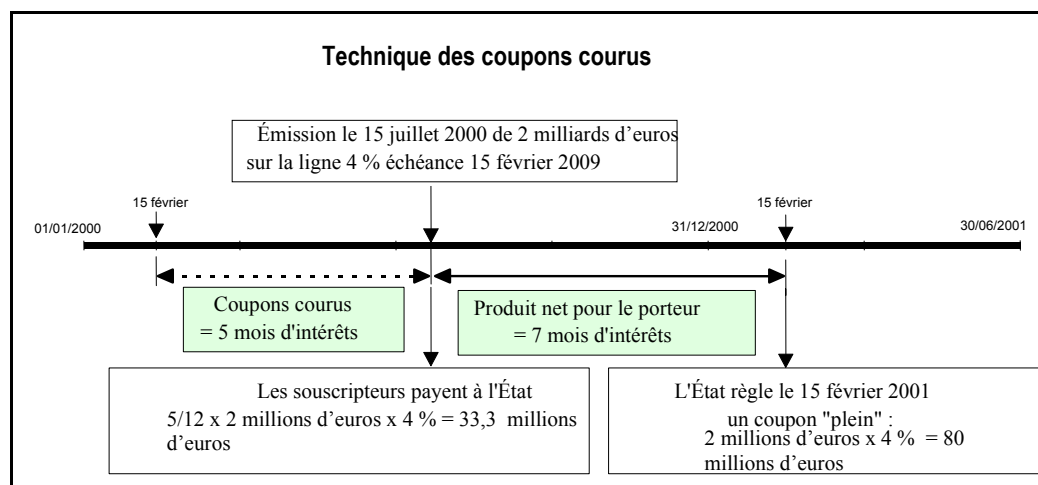 Technique des coupons courus
Émission le 15 juillet 2000 de 2 milliards d’euros
sur la ligne 4 % échéance 15 février 2009
15 février
15 février
01/01/2000
31/12/2000
30/06/2001
Coupons courus
= 5 mois d'intérêts
Produit net pour le porteur
= 7 mois d'intérêts
Les souscripteurs payent à l'État
5/12 x 2 millions d’euros x 4 % = 33,3 millions
d’euros
L'État règle le 15 février 2001
un coupon "plein" :
2 millions d’euros x 4 % = 80
millions d’euros